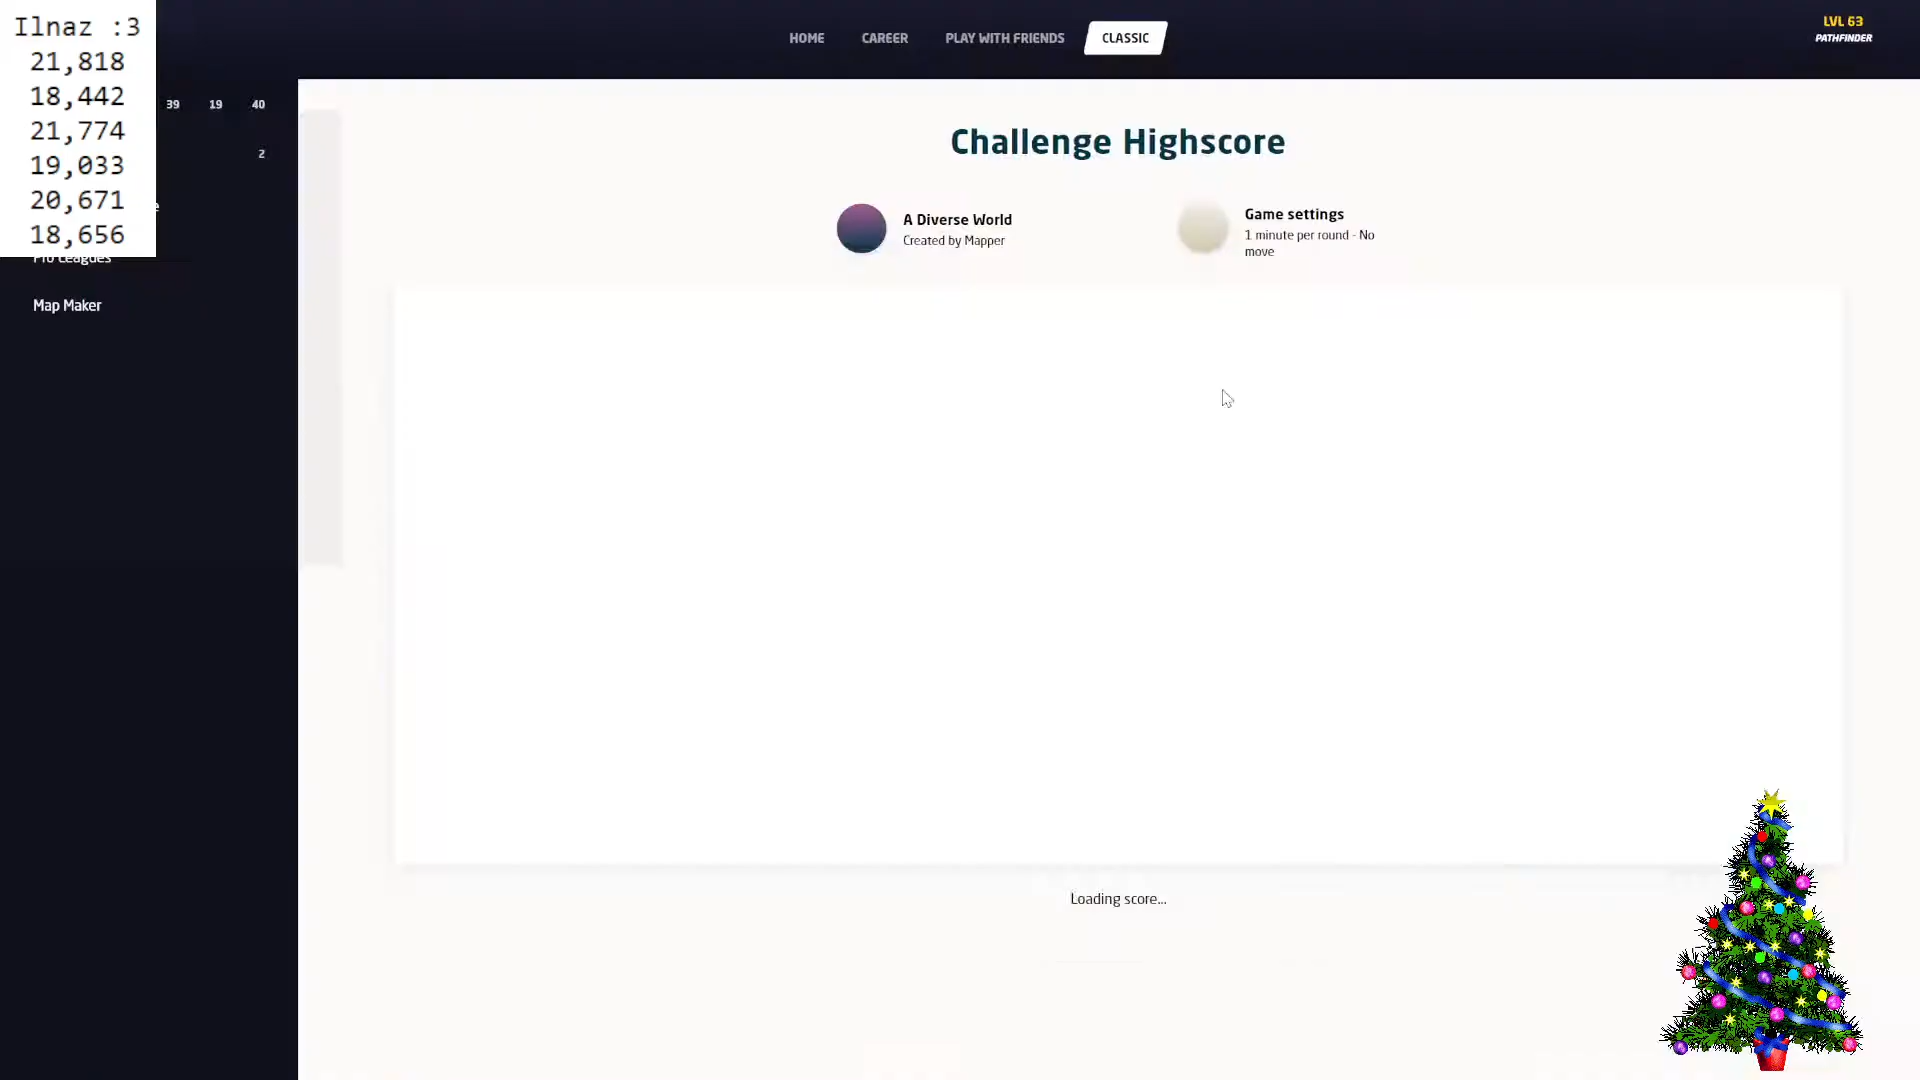 Ilnaz :3
21,818
18,442
21,774
19,033
20,671
18,656
HOME CAREER PLAY WITH FRIENDS CLASSIC
LVL 63
PATHFINDER
39 19 40
2
Map Maker
Challenge Highscore
A Diverse World
Created by Mapper
Game settings
1 minute per round - No
move
Loading score...